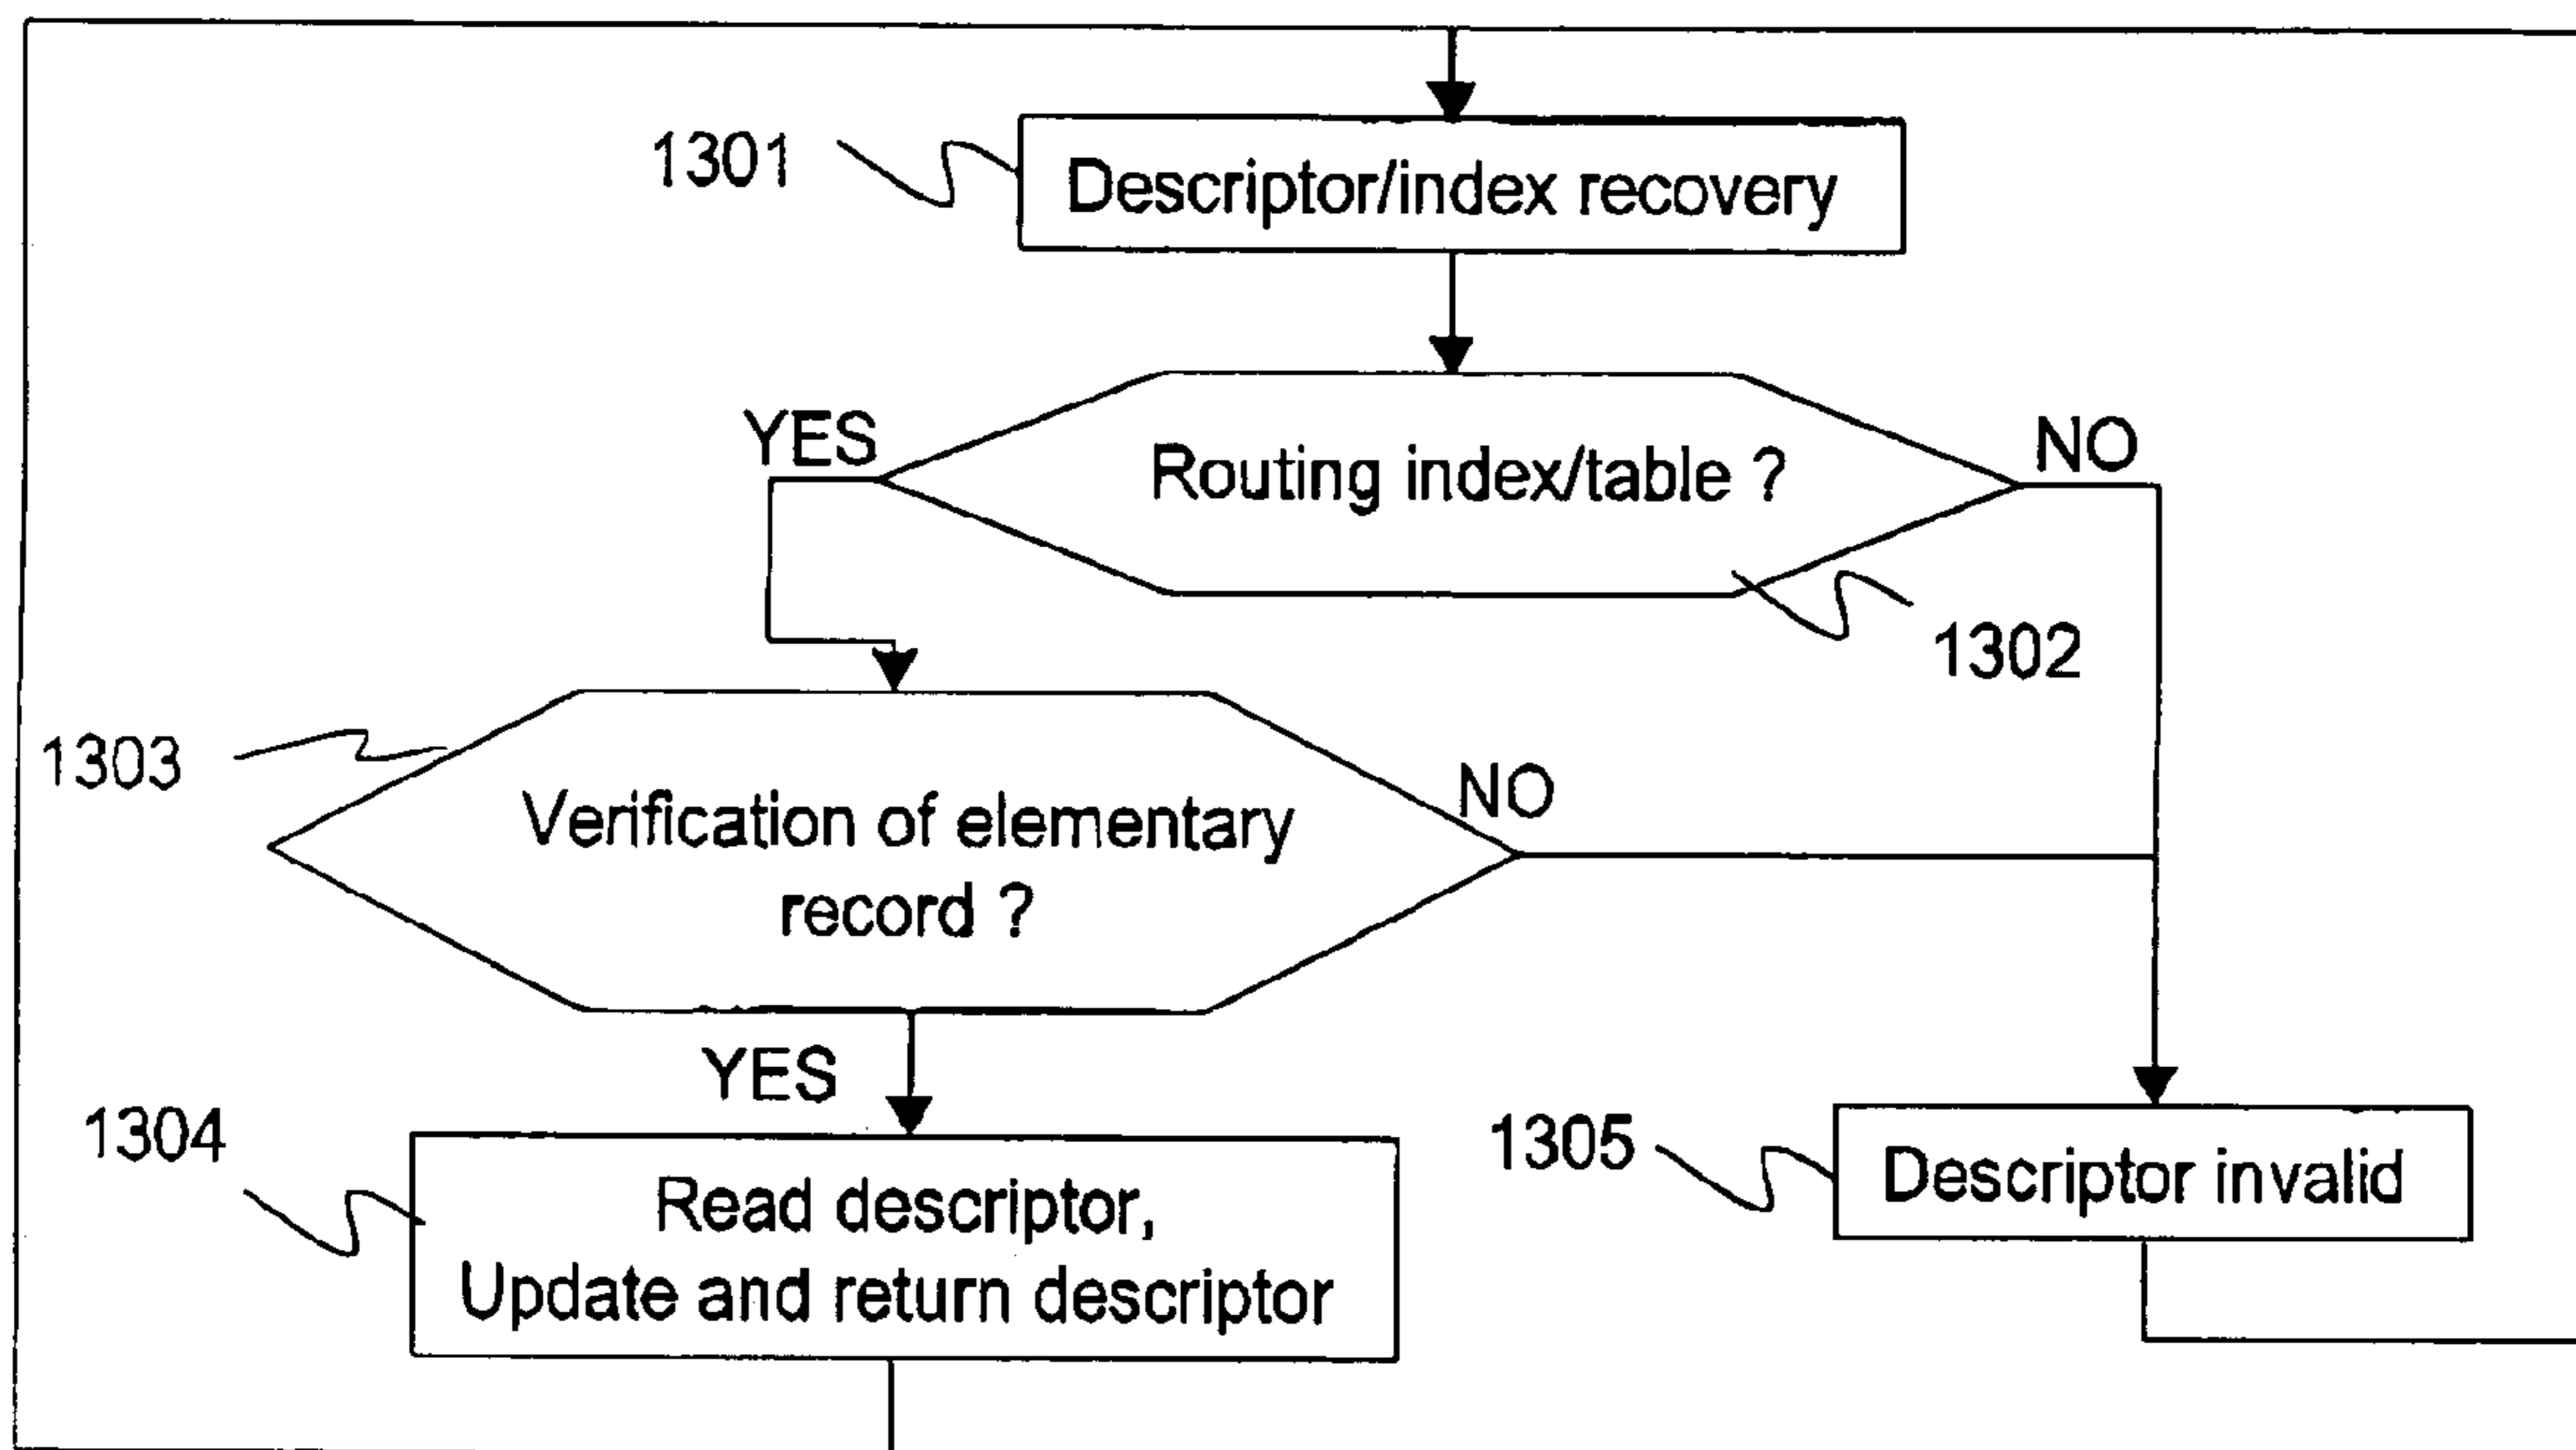 1301
Descriptor/index recovery
YES
Routing index/table ?
NO
1302
1303
Verification of elementary
record ?
NO
YES
1304
Read descriptor,
Update and return descriptor
1305
Descriptor invalid